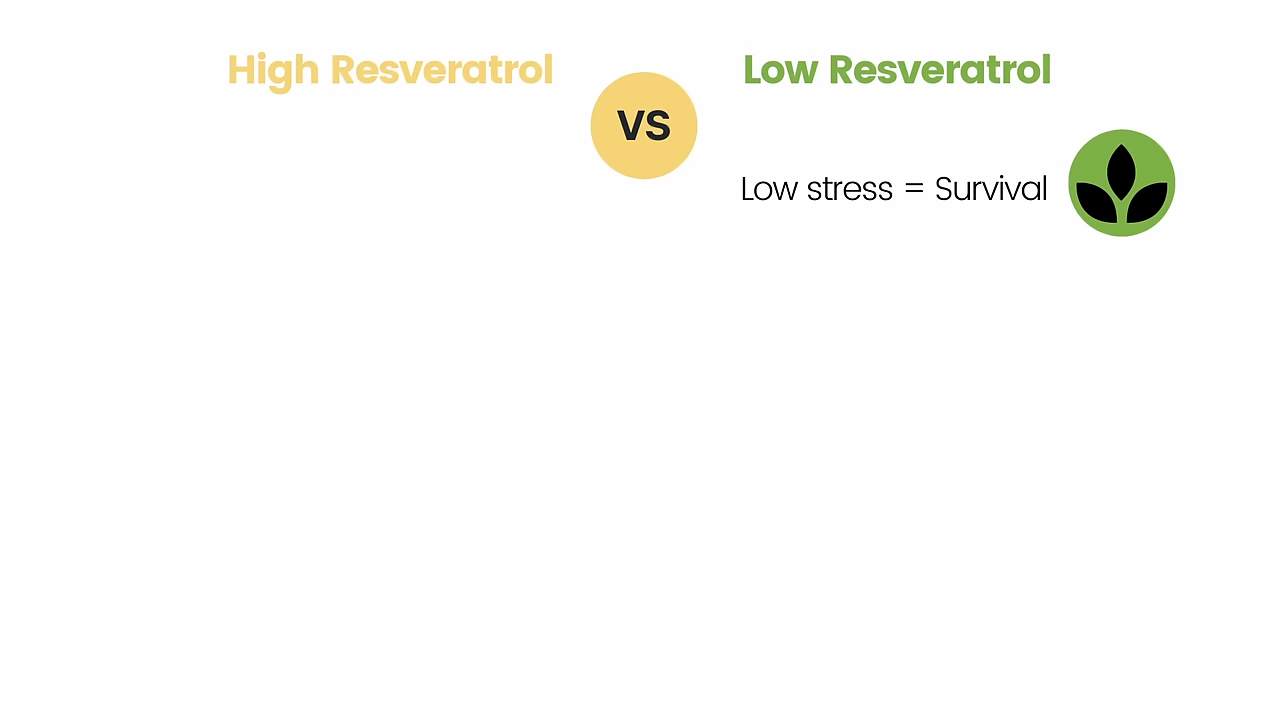 High Resveratrol
VS
Low Resveratrol
Low stress = Survival